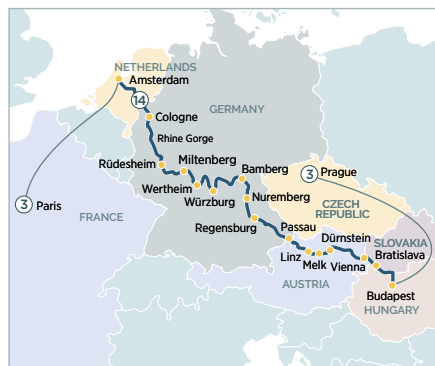 NETHERLANDS
Amsterdam
14
Cologne
GERMANY
Rhine Gorge
Rüdesheim
Miltenberg
Bamberg
3 Prague
Wertheim
Würzburg
Nuremberg
3 Paris
CZECH
REPUBLIC
FRANCE
Regensburg
Passau
Dürnstein
SLOVAKIA
Linz
Melk
Vienna
Bratislava
AUSTRIA
Budapest
HUNGARY